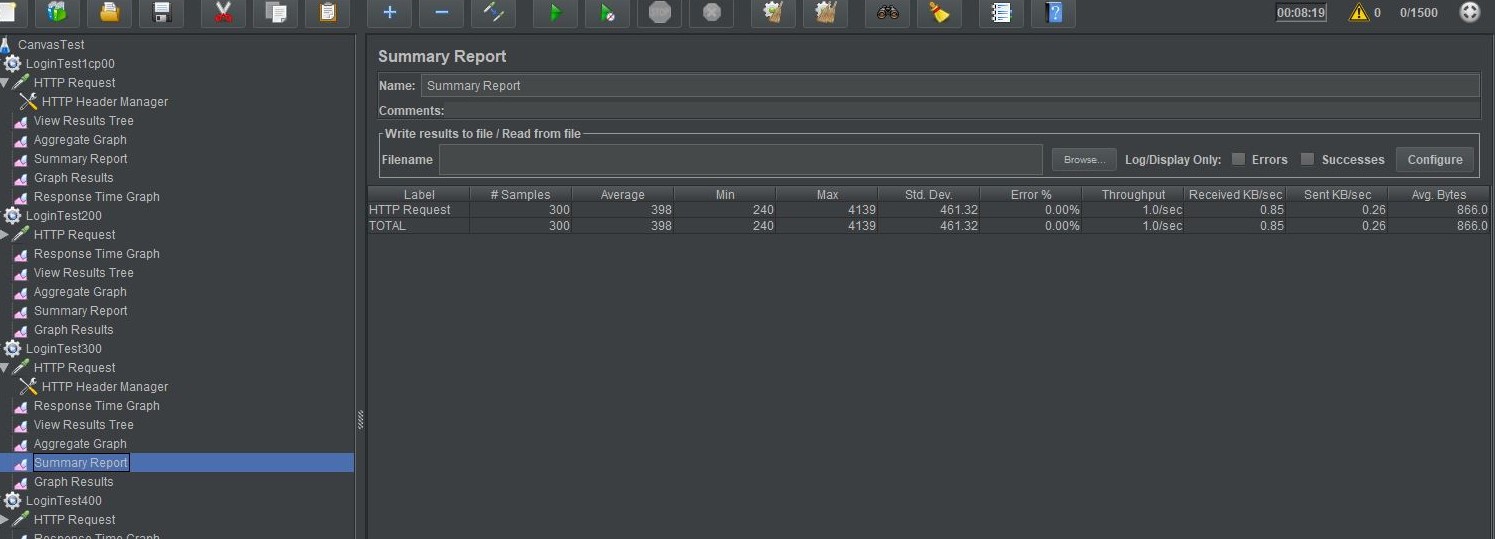 00:08:19 0 0/1500
CanvasTest
LoginTest1cp00
HTTP Request
HTTP Header Manager
View Results Tree
Aggregate Graph
Summary Report
Graph Results
Response Time Graph
LoginTest200
HTTP Request
Response Time Graph
View Results Tree
Aggregate Graph
Summary Report
Graph Results
LoginTest300
HTTP Request
HTTP Header Manager
Response Time Graph
View Results Tree
Aggregate Graph
Summary Report
Graph Results
LoginTest400
HTTP Request
Response Time Graph
Summary Report
Name: Summary Report
Comments:
Write results to file / Read from file
Filename Browse... Log/Display Only: Errors Successes Configure
Label # Samples Average Min Max Std. Dev. Error % Throughput Received KB/sec Sent KB/sec Avg. Bytes
HTTP Request 300 398 240 4139 461.32 0.00% 1.0/sec 0.85 0.26 866.0
TOTAL 300 398 240 4139 461.32 0.00% 1.0/sec 0.85 0.26 866.0